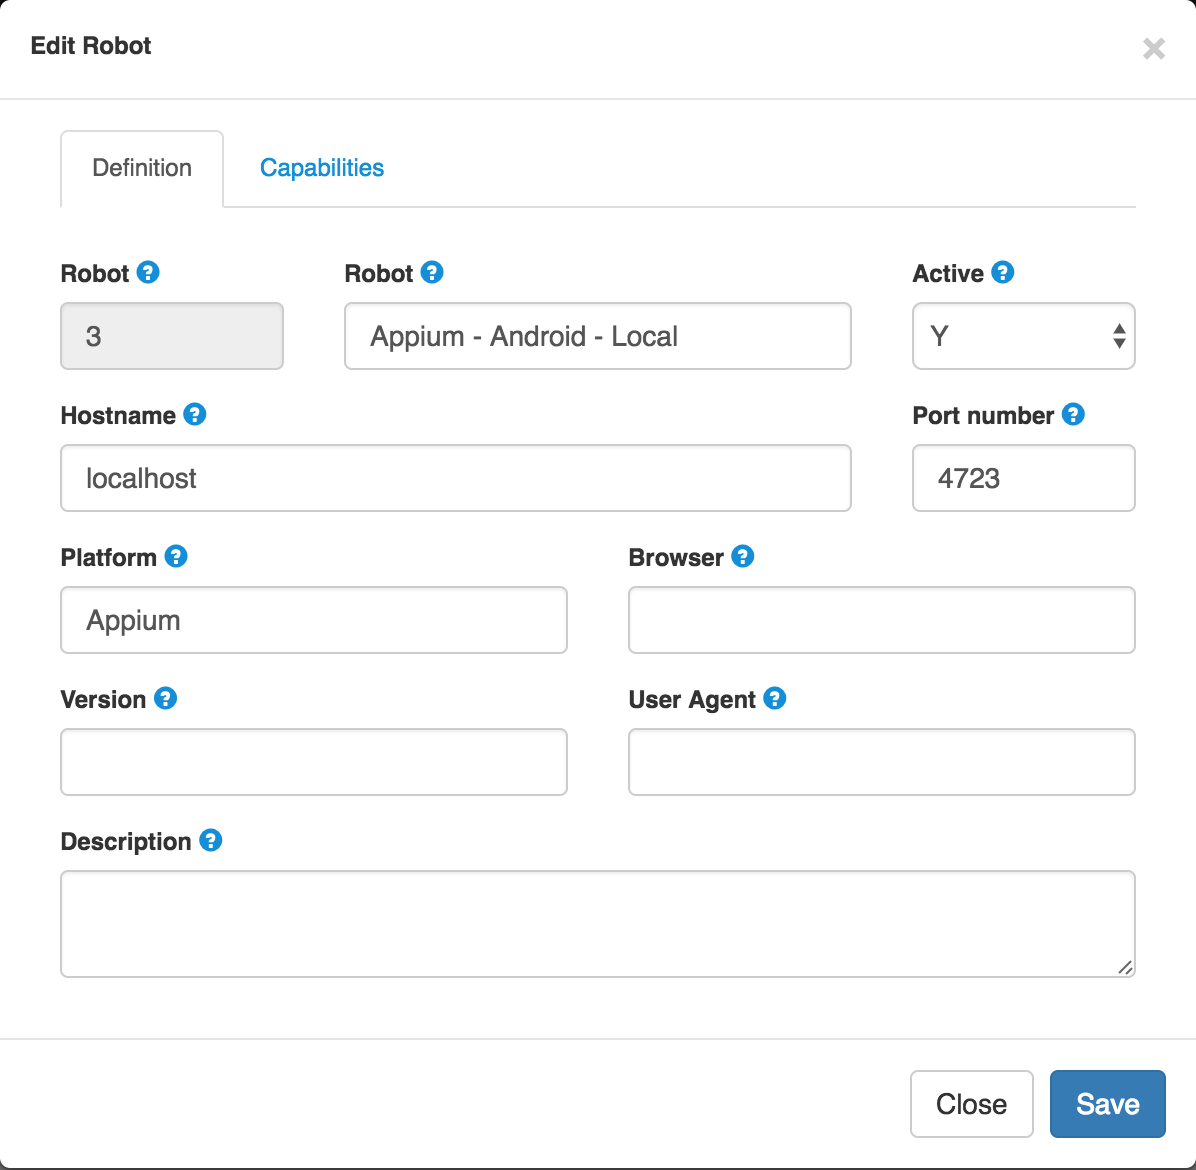 Edit Robot
×
Definition Capabilities
Robot ? Robot ? Active ?
3 Appium - Android - Local Y
Hostname ? Port number ?
localhost 4723
Platform ? Browser ?
Appium
Version ? User Agent ?
Description ?
Close Save